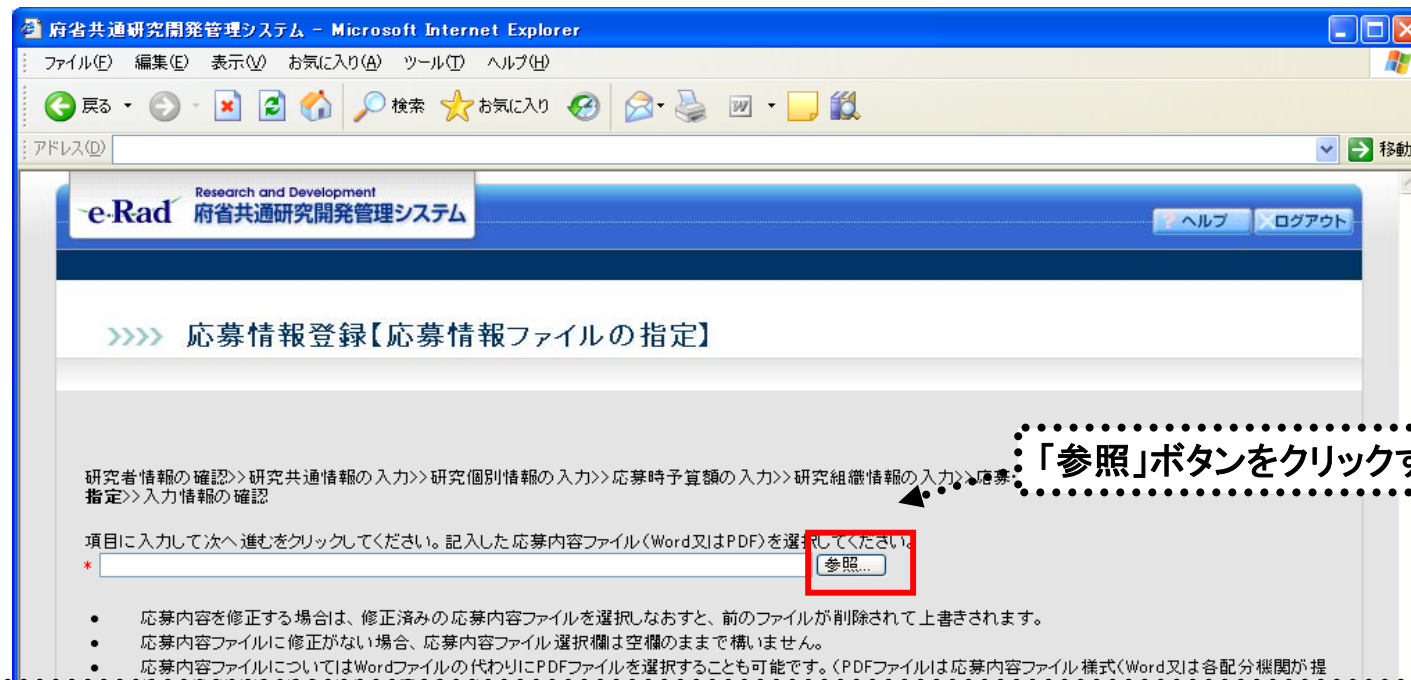 府省共通研究開発管理システム - Microsoft Internet Explorer
ファイル(F) 編集(E) 表示(V) お気に入り(A) ツール(T) ヘルプ(H)
戻る 検索 お気に入り
アドレス(D) 移動
e-Rad Research and Development
府省共通研究開発管理システム
? ヘルプ ログアウト
>>>> 応募情報登録【応募情報ファイルの指定】
「参照」ボタンをクリックす
研究者情報の確認>>研究共通情報の入力>>研究個別情報の入力>>応募時予算額の入力>>研究組織情報の入力>>応募
指定>>入力情報の確認
項目に入力して次へ進むをクリックしてください。記入した応募内容ファイル(Word又はPDF)を選択してください。
* 参照...
• 応募内容を修正する場合は、修正済みの応募内容ファイルを選択しなおすと、前のファイルが削除されて上書きされます。
• 応募内容ファイルに修正がない場合、応募内容ファイル選択欄は空欄のままで構いません。
• 応募内容ファイルについてはWordファイルの代わりにPDFファイルを選択することも可能です。(PDFファイルは応募内容ファイル様式(Word又は各配分機関が提